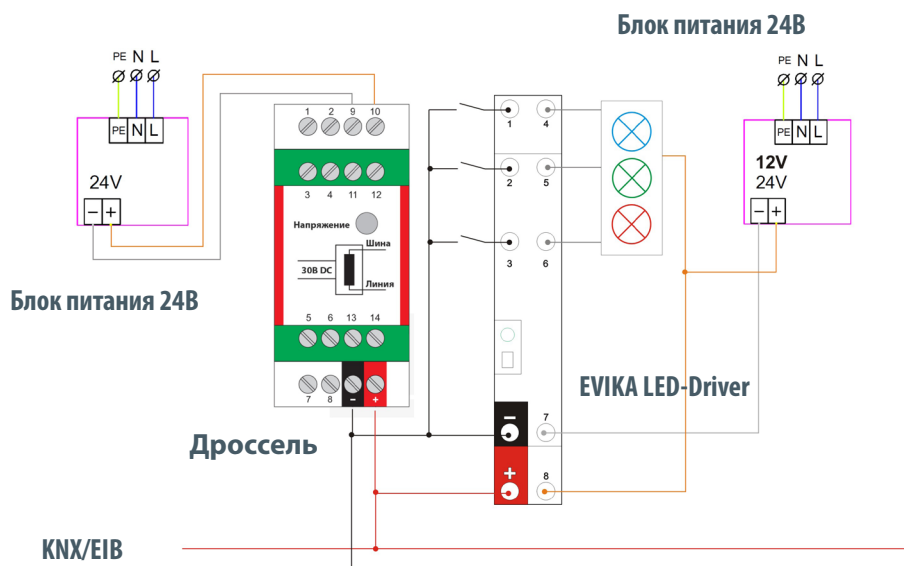 Блок питания 24В
PE N L
PE N L
24V
− +
Блок питания 24В
1 2 9 10
3 4 11 12
Напряжение
Шина
30В DC
Линия
5 6 13 14
7 8 − +
Дроссель
1 4
2 5
3 6
− 7
+ 8
EVIKA LED-Driver
PE N L
PE N L
12V
24V
− +
KNX/EIB